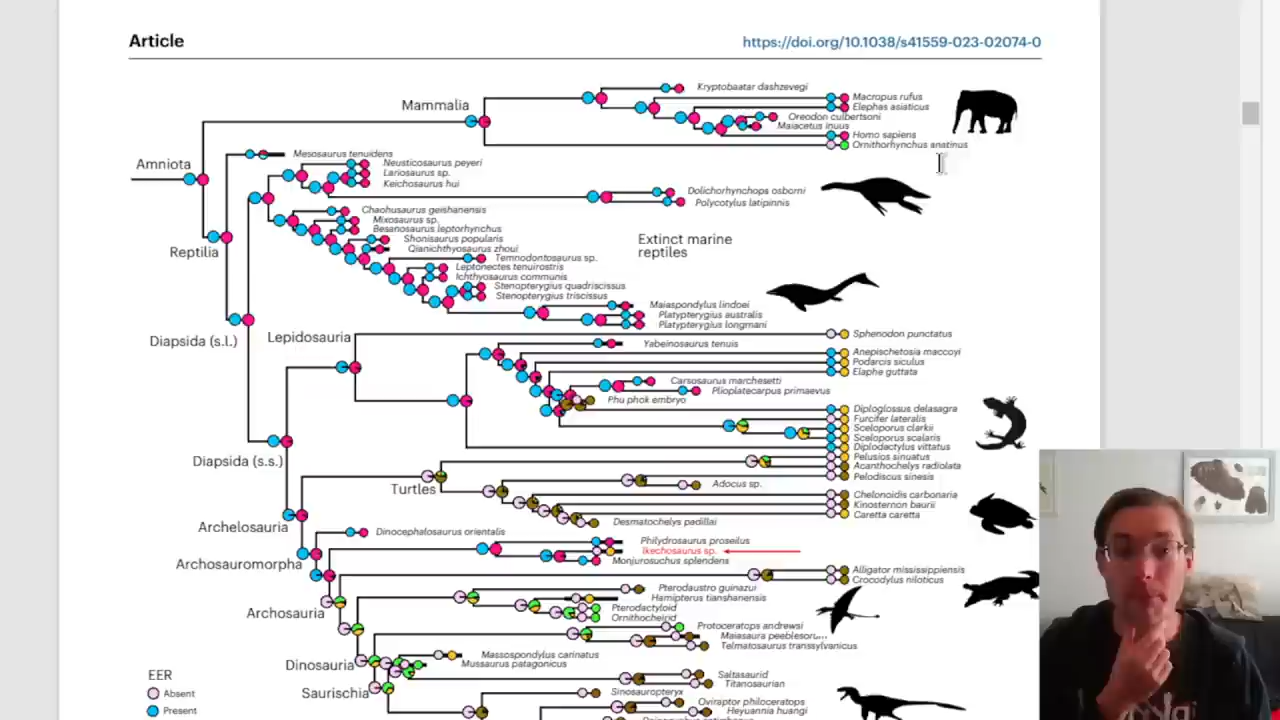 Article
https://doi.org/10.1038/s41559-023-02074-0
Kryptobaatar dashzevegi
Mammalia
Macropus rufus
Elephas asiaticus
Oreodon culbertsoni
Maiacetus inuus
Homo sapiens
Ornithorhynchus anatinus
Amniota
Mesosaurus tenuidens
Neusticosaurus peyeri
Lariosaurus sp.
Keichosaurus hui
Dolichorhynchops osborni
Polycotylus latipinnis
Chaohusaurus geishanensis
Mixosaurus sp.
Besanosaurus leptorhynchus
Shonisaurus popularis
Qianichthyosaurus zhoui
Extinct marine
reptiles
Reptilia
Temnodontosaurus sp.
Leptonectes tenuirostris
Ichthyosaurus communis
Stenopterygius quadriscissus
Stenopterygius triscissus
Maiaspondylus lindoei
Platypterygius australis
Platypterygius longmani
Diapsida (s.l.)
Lepidosauria
Sphenodon punctatus
Yabeinosaurus tenuis
Anepischetosia maccoyi
Podarcis siculus
Elaphe guttata
Carsosaurus marchesetti
Plioplatecarpus primaevus
Phu phok embryo
Diploglossus delasagra
Furcifer lateralis
Sceloporus clarkii
Sceloporus scalaris
Diplodactylus vittatus
Diapsida (s.s.)
Pelusios sinuatus
Acanthochelys radiolata
Pelodiscus sinesis
Turtles
Adocus sp.
Chelonoidis carbonaria
Kinosternon baurii
Caretta caretta
Desmatochelys padillai
Archelosauria
Dinocephalosaurus orientalis
Philydrosaurus proseilus
Ikechosaurus sp.
Monjurosuchus splendens
Archosauromorpha
Alligator mississippiensis
Crocodylus niloticus
Pterodaustro guinazui
Hamipterus tianshanensis
Pterodactyloid
Ornithocheirid
Archosauria
Protoceratops andrewsi
Maiasaura peeblesoru...
Telmatosaurus transsylvanicus
Dinosauria
Massospondylus carinatus
Mussaurus patagonicus
EER
Absent
Present
Saltasaurid
Titanosaurian
Saurischia
Sinosauropteryx
Oviraptor philoceratops
Heyuannia huangi